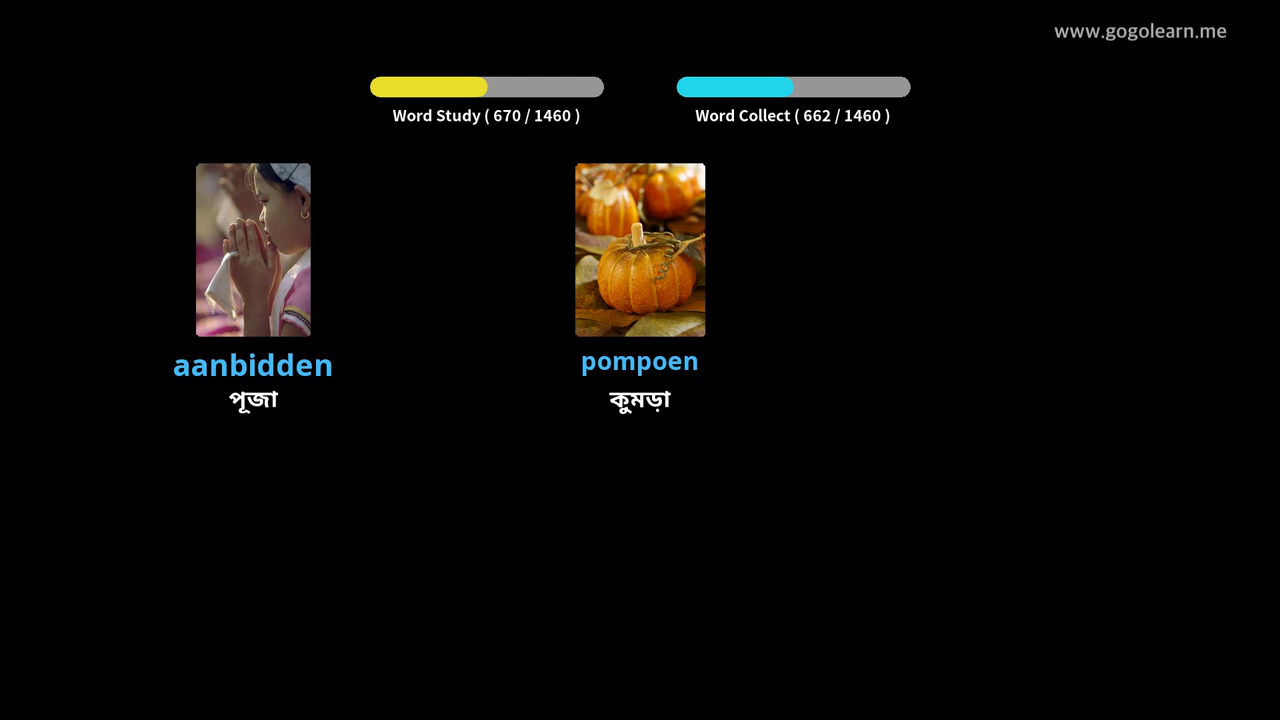 www.gogolearn.me
Word Study ( 670 / 1460 )
Word Collect ( 662 / 1460 )
aanbidden
পূজা
pompoen
কুমড়া